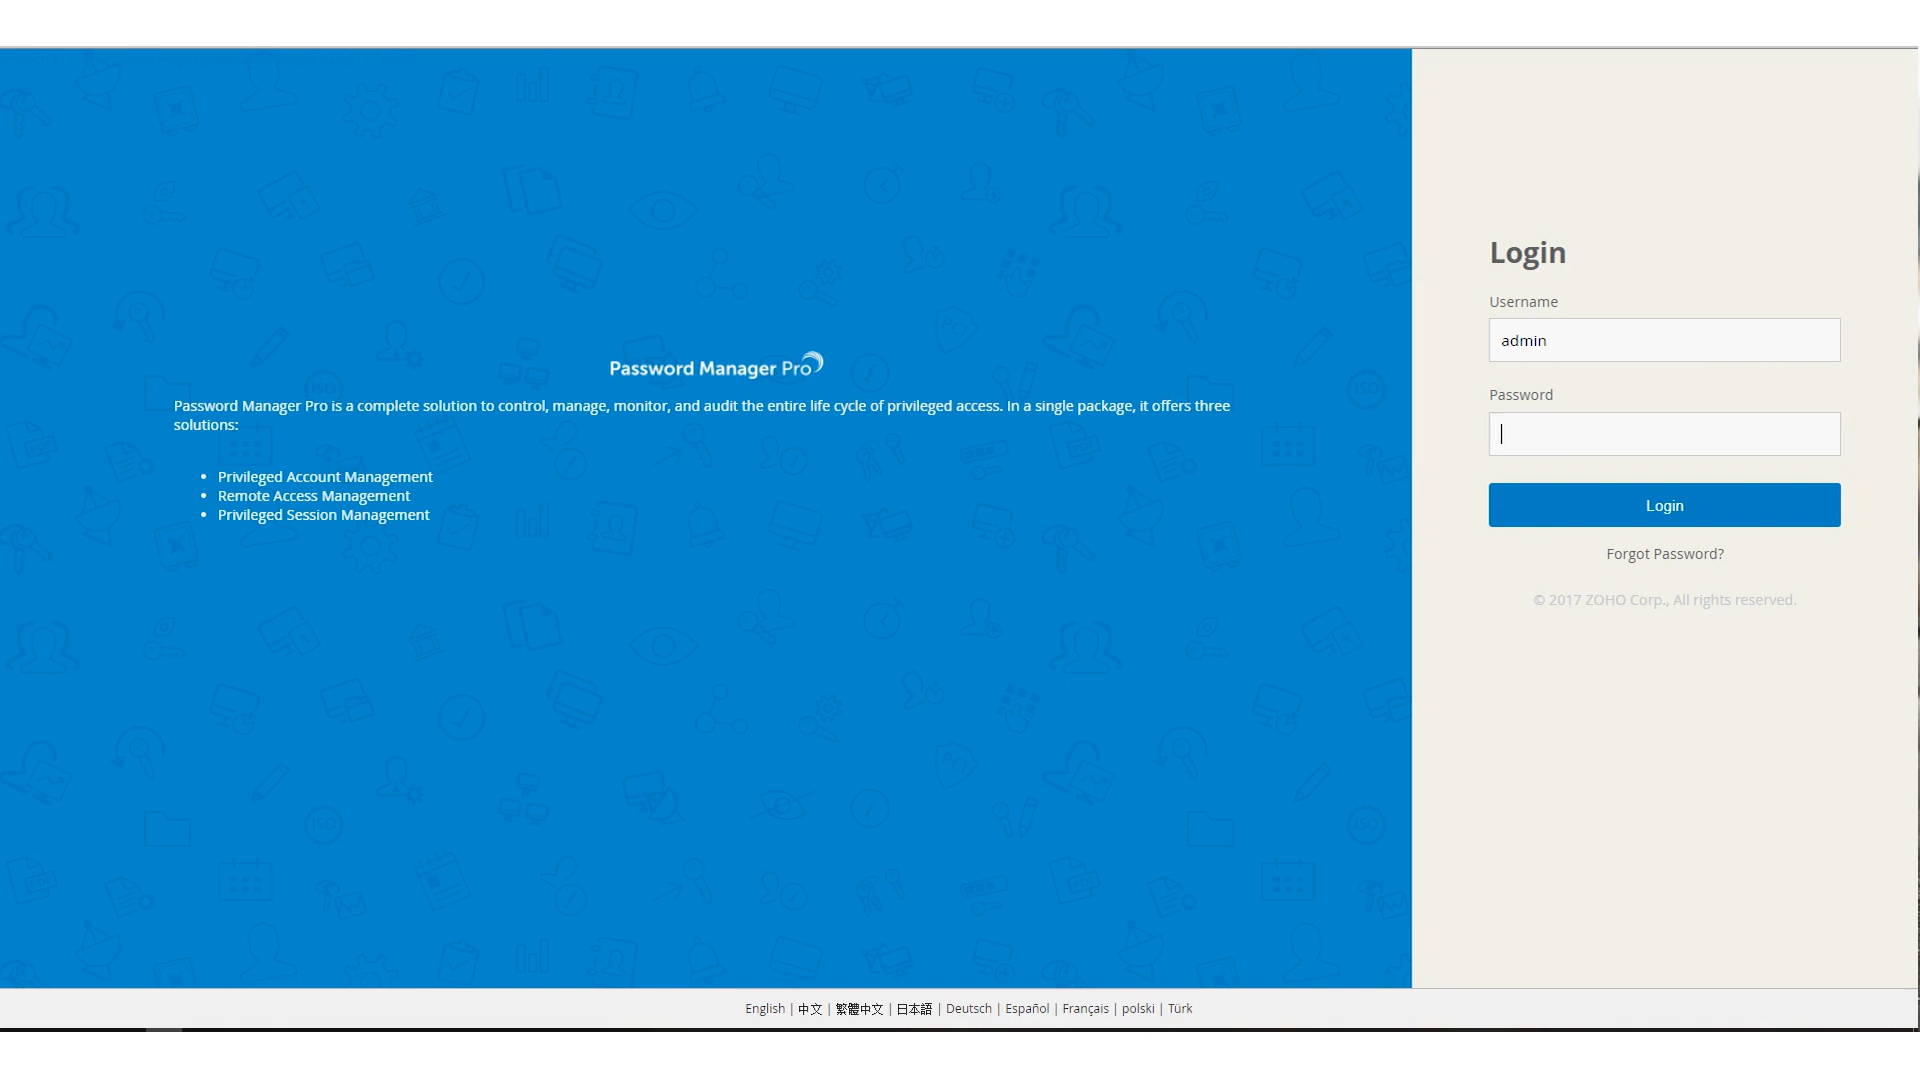 Password Manager Pro
Password Manager Pro is a complete solution to control, manage, monitor, and audit the entire life cycle of privileged access. In a single package, it offers three
solutions:
• Privileged Account Management
• Remote Access Management
• Privileged Session Management
Login
Username
admin
Password
Login
Forgot Password?
© 2017 ZOHO Corp., All rights reserved.
English | 中文 | 繁體中文 | 日本語 | Deutsch | Español | Français | polski | Türk